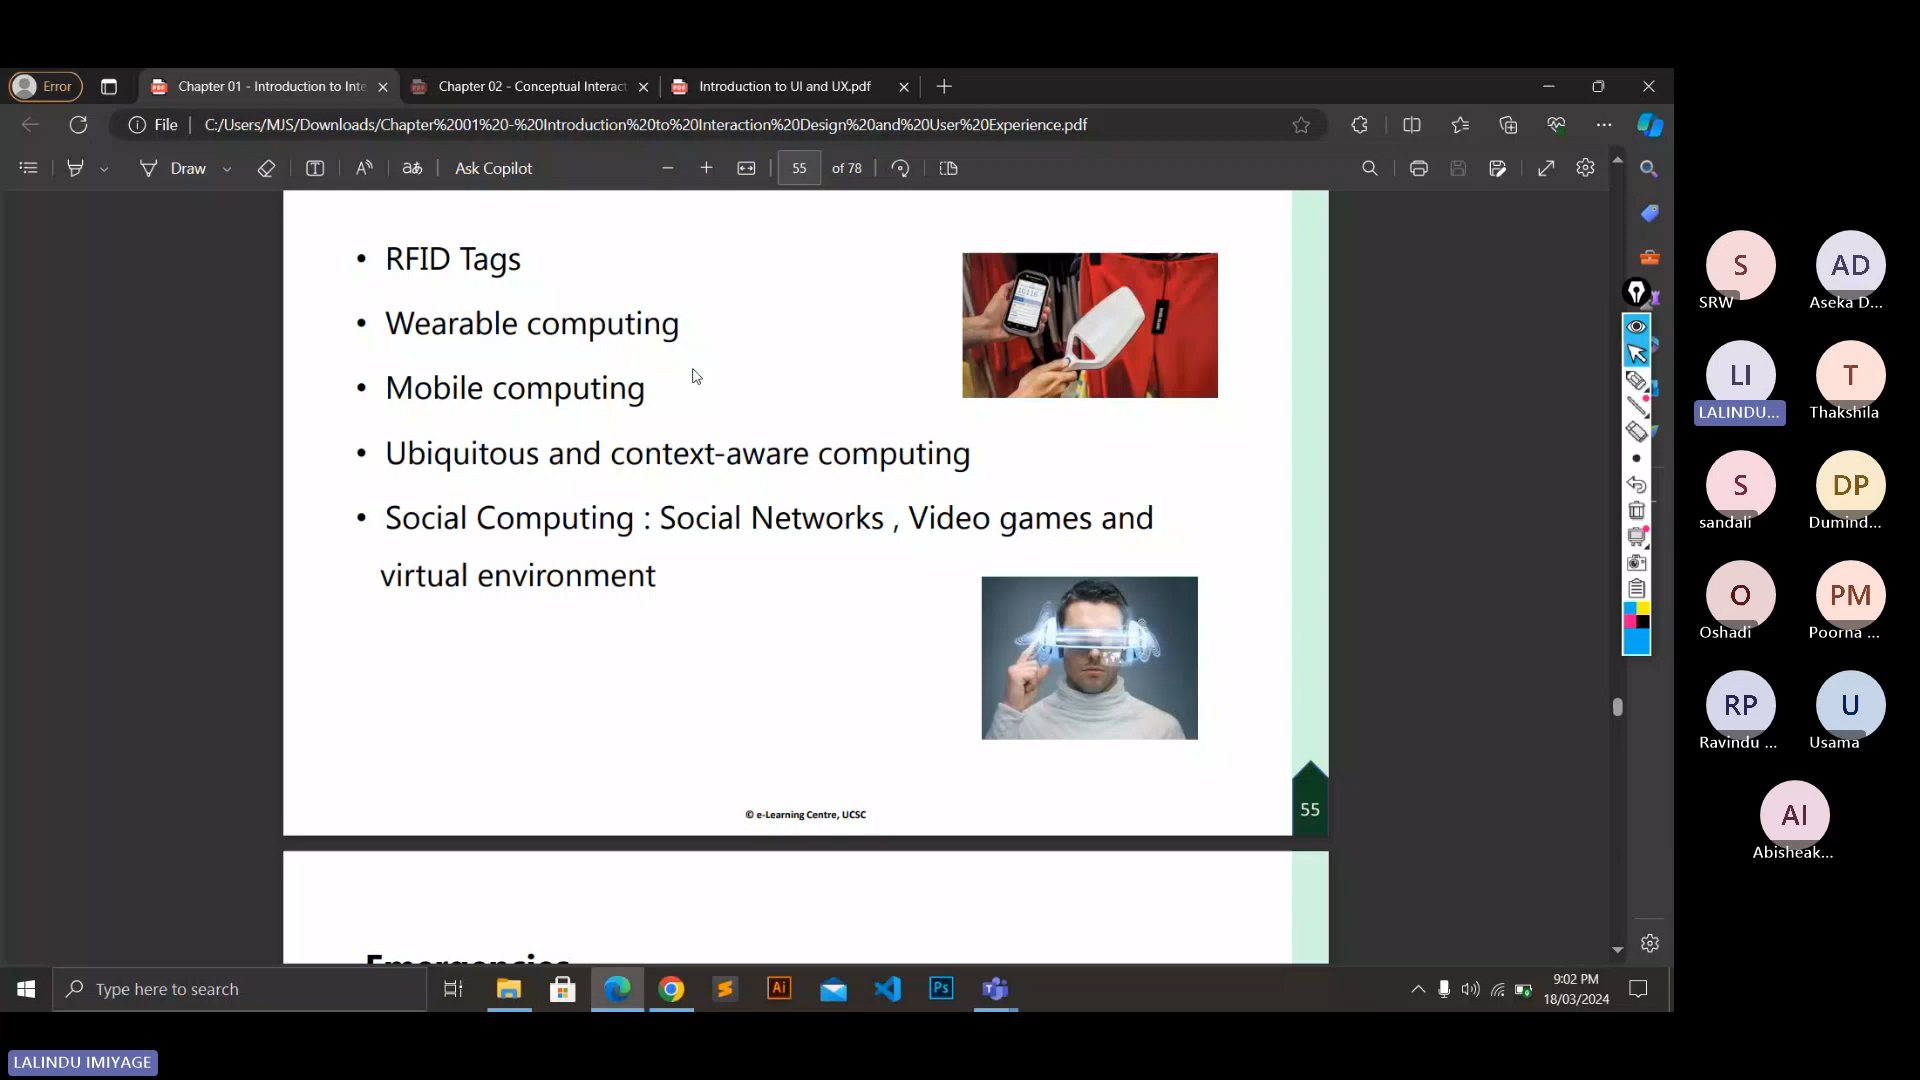 Error
Chapter 01 - Introduction to Inte
Chapter 02 - Conceptual Interact
Introduction to UI and UX.pdf
File
C:/Users/MJS/Downloads/Chapter%2001%20-%20Introduction%20to%20Interaction%20Design%20and%20User%20Experience.pdf
Draw
Ask Copilot
55 of 78
• RFID Tags
• Wearable computing
• Mobile computing
• Ubiquitous and context-aware computing
• Social Computing : Social Networks , Video games and
virtual environment
© e-Learning Centre, UCSC
55
Emergencies
S
SRW
AD
Aseka D...
LI
LALINDU...
T
Thakshila
S
sandali
DP
Dumind...
O
Oshadi
PM
Poorna ...
RP
Ravindu ...
U
Usama
AI
Abisheak...
Type here to search
Ai
Ps
9:02 PM
18/03/2024
LALINDU IMIYAGE